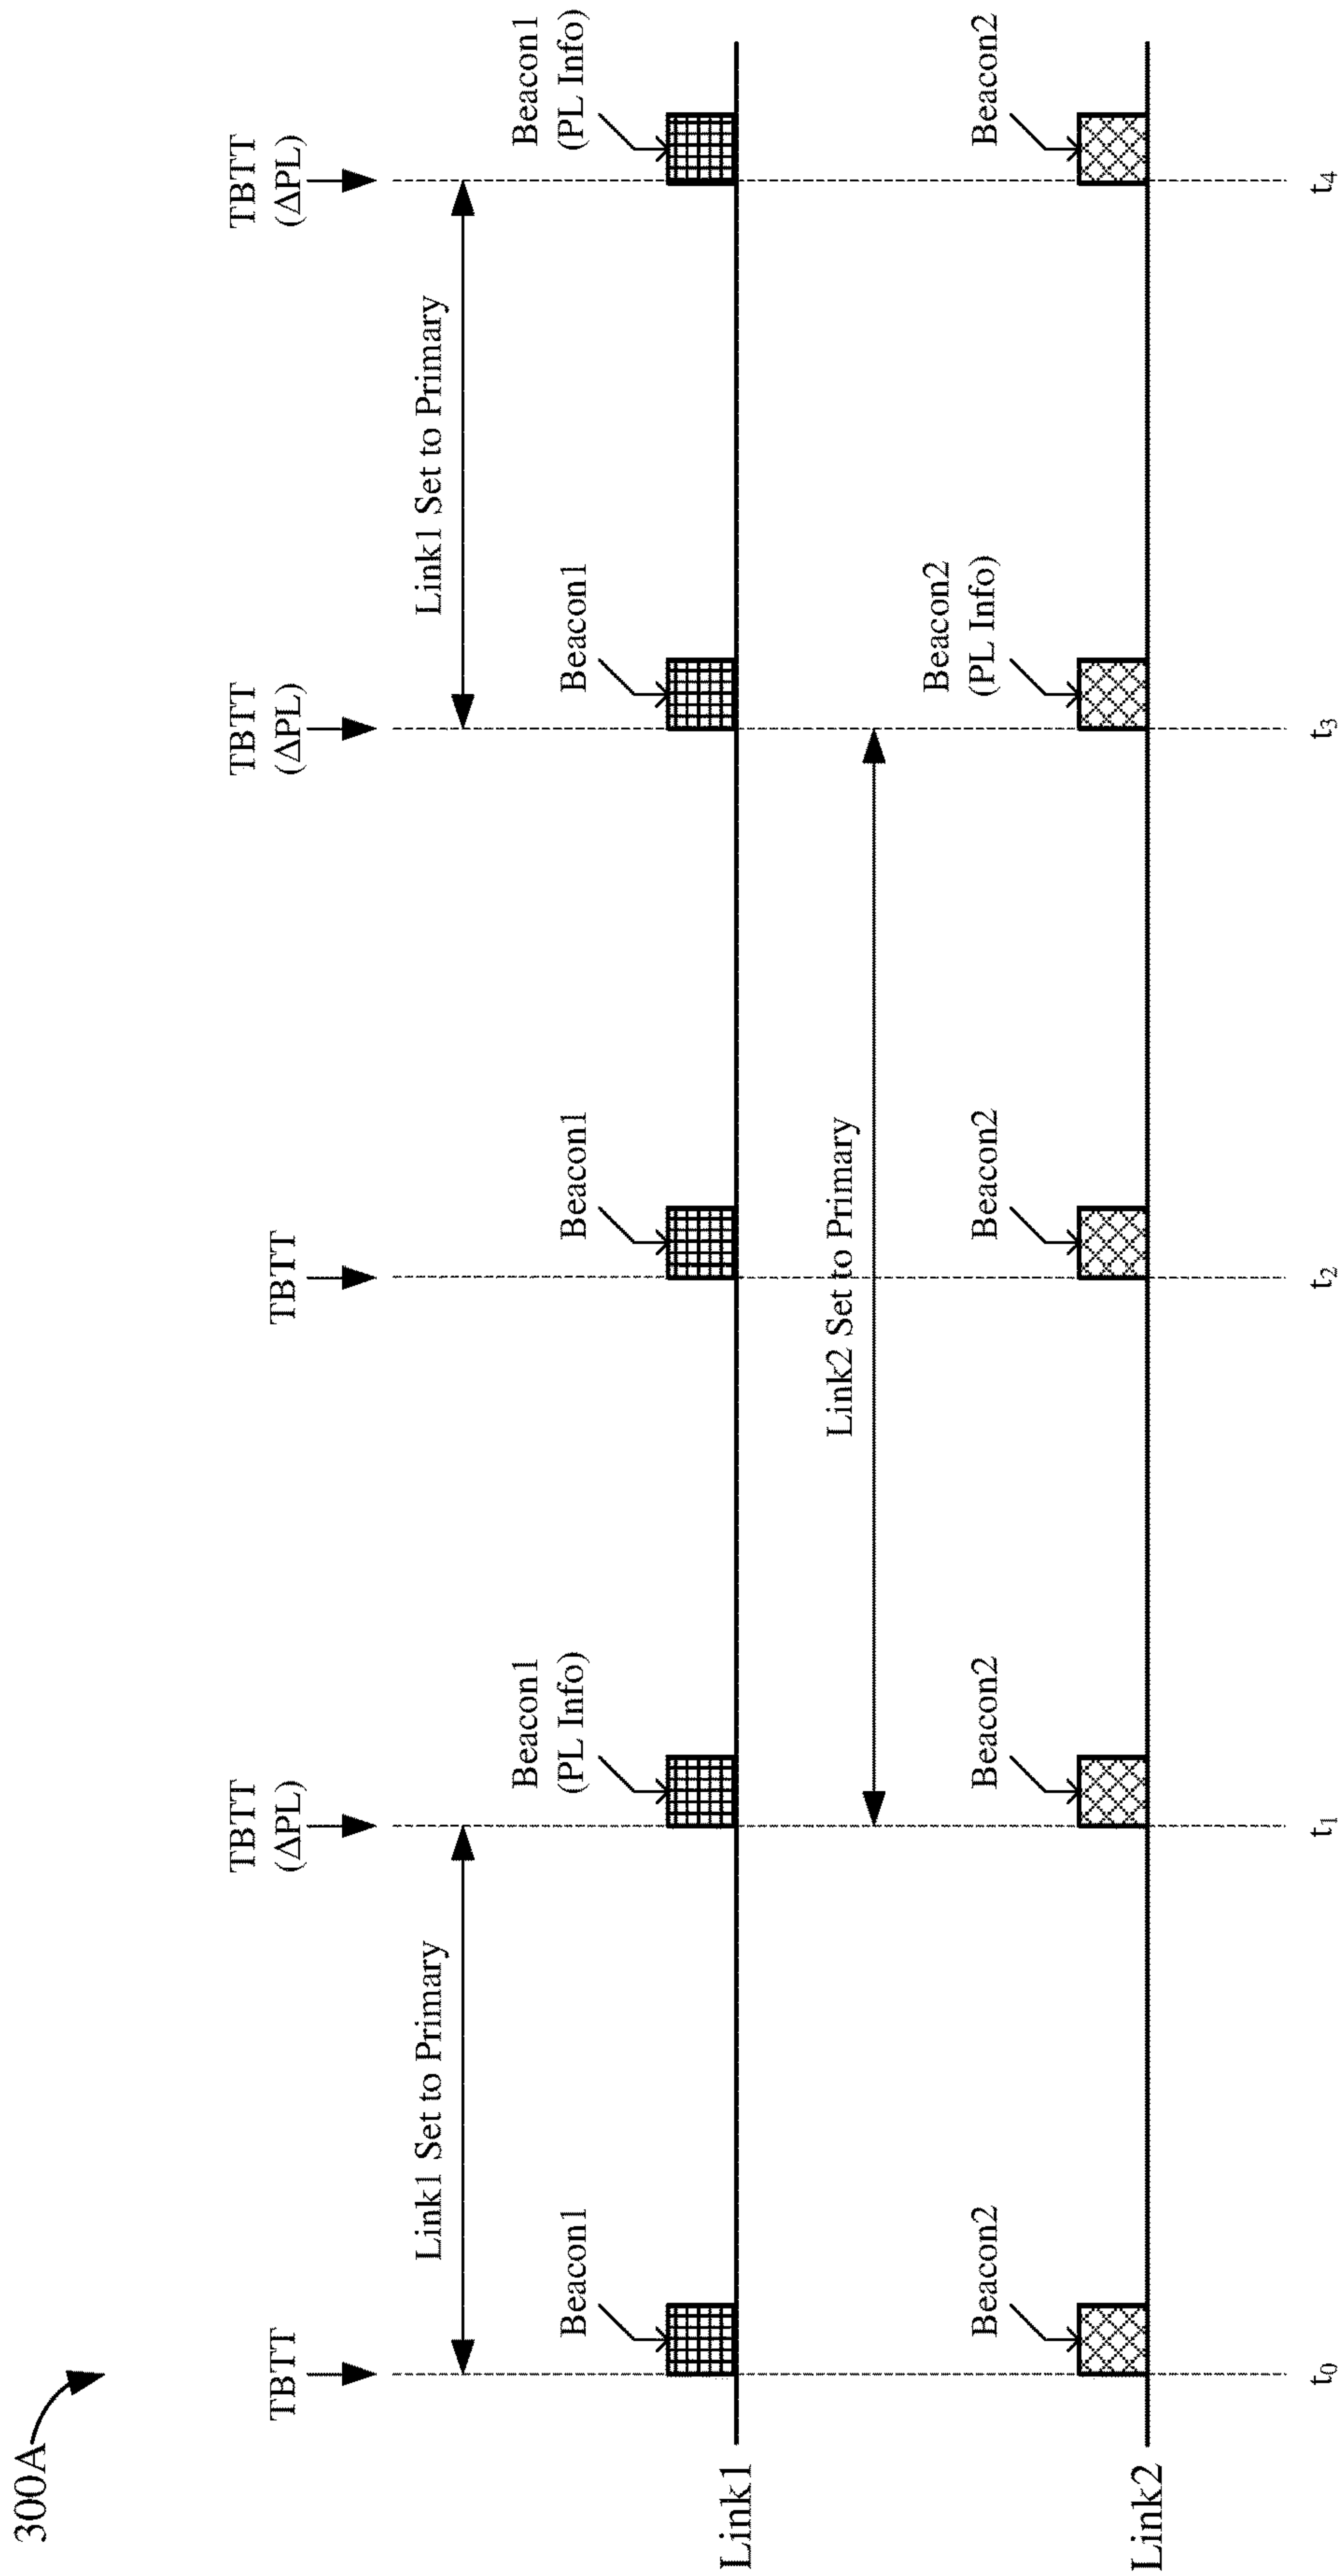 300A
TBTT
TBTT
(ΔPL)
TBTT
TBTT
(ΔPL)
TBTT
(ΔPL)
Link1 Set to Primary
Link1 Set to Primary
Beacon1
Beacon1
(PL Info)
Beacon1
Beacon1
Beacon1
(PL Info)
Link1
Link2 Set to Primary
Beacon2
Beacon2
Beacon2
Beacon2
(PL Info)
Beacon2
Link2
t0
t1
t2
t3
t4